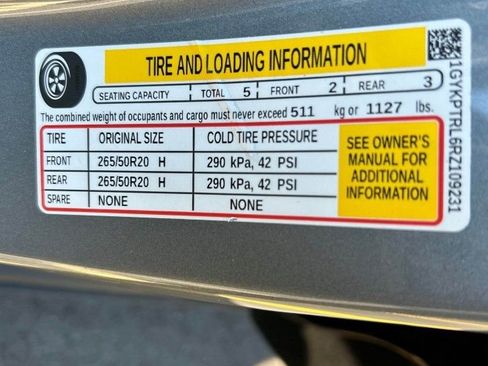 TIRE AND LOADING INFORMATION
SEATING CAPACITY TOTAL 5 FRONT 2 REAR 3
The combined weight of occupants and cargo must never exceed 511 kg or 1127 lbs.
TIRE ORIGINAL SIZE COLD TIRE PRESSURE
FRONT 265/50R20 H 290 kPa, 42 PSI
REAR 265/50R20 H 290 kPa, 42 PSI
SPARE NONE NONE
SEE OWNER'S
MANUAL FOR
ADDITIONAL
INFORMATION
1GYKPTRL6RZ109231